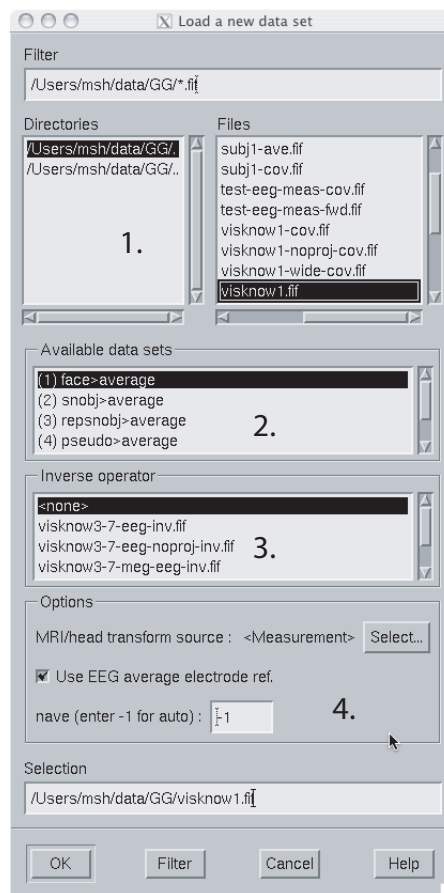 Load a new data set
Filter
/Users/msh/data/GG/*.fif
Directories
/Users/msh/data/GG/.
/Users/msh/data/GG/..
1.
Files
subj1-ave.fif
subj1-cov.fif
test-eeg-meas-cov.fif
test-eeg-meas-fwd.fif
visknow1-cov.fif
visknow1-noproj-cov.fif
visknow1-wide-cov.fif
visknow1.fif
Available data sets
(1) face>average
(2) snobj>average
(3) repsnobj>average
(4) pseudo>average
2.
Inverse operator
<none>
visknow3-7-eeg-inv.fif
visknow3-7-eeg-noproj-inv.fif
visknow3-7-meg-eeg-inv.fif
3.
Options
MRI/head transform source : <Measurement> Select...
Use EEG average electrode ref.
nave (enter -1 for auto) : -1
4.
Selection
/Users/msh/data/GG/visknow1.fif
OK Filter Cancel Help